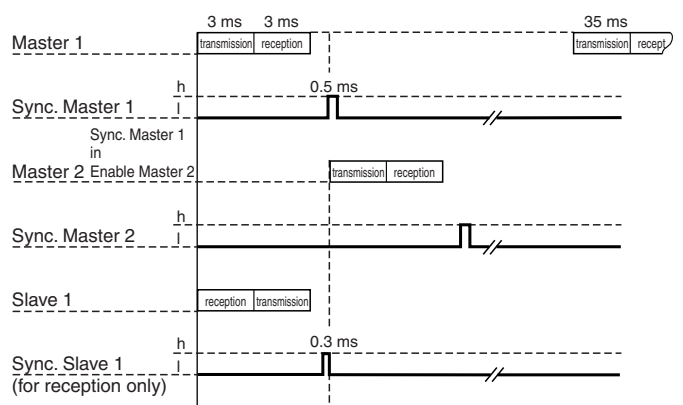 3 ms 3 ms 35 ms
Master 1 transmission reception transmission recept
h 0.5 ms
Sync. Master 1 l
Sync. Master 1
in
Master 2 Enable Master 2 transmission reception
h
Sync. Master 2 l
Slave 1 reception transmission
h 0.3 ms
Sync. Slave 1 l
(for reception only)